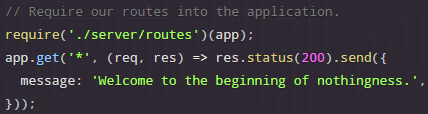 // Require our routes into the application.
require('./server/routes')(app);
app.get('*', (req, res) => res.status(200).send({
  message: 'Welcome to the beginning of nothingness.',
}));